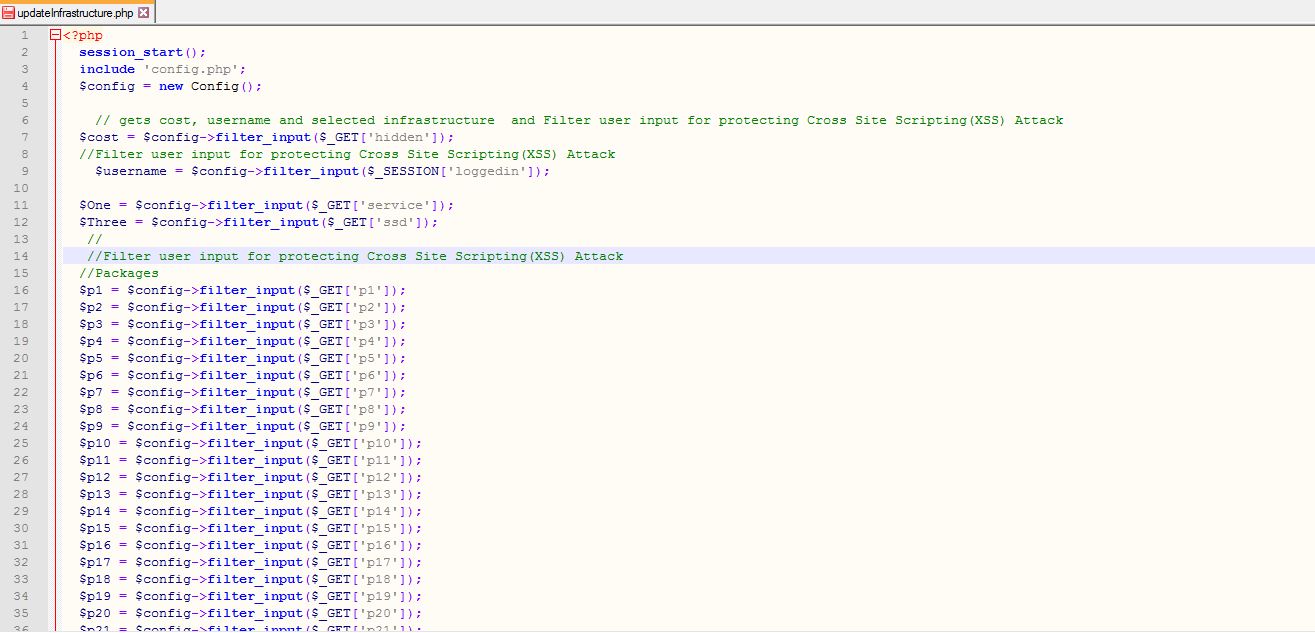 updateInfrastructure.php
1 <?php
2 session_start();
3 include 'config.php';
4 $config = new Config();
5
6 // gets cost, username and selected infrastructure  and Filter user input for protecting Cross Site Scripting(XSS) Attack
7 $cost = $config->filter_input($_GET['hidden']);
8 //Filter user input for protecting Cross Site Scripting(XSS) Attack
9 $username = $config->filter_input($_SESSION['loggedin']);
10
11 $One = $config->filter_input($_GET['service']);
12 $Three = $config->filter_input($_GET['ssd']);
13 //
14 //Filter user input for protecting Cross Site Scripting(XSS) Attack
15 //Packages
16 $p1 = $config->filter_input($_GET['p1']);
17 $p2 = $config->filter_input($_GET['p2']);
18 $p3 = $config->filter_input($_GET['p3']);
19 $p4 = $config->filter_input($_GET['p4']);
20 $p5 = $config->filter_input($_GET['p5']);
21 $p6 = $config->filter_input($_GET['p6']);
22 $p7 = $config->filter_input($_GET['p7']);
23 $p8 = $config->filter_input($_GET['p8']);
24 $p9 = $config->filter_input($_GET['p9']);
25 $p10 = $config->filter_input($_GET['p10']);
26 $p11 = $config->filter_input($_GET['p11']);
27 $p12 = $config->filter_input($_GET['p12']);
28 $p13 = $config->filter_input($_GET['p13']);
29 $p14 = $config->filter_input($_GET['p14']);
30 $p15 = $config->filter_input($_GET['p15']);
31 $p16 = $config->filter_input($_GET['p16']);
32 $p17 = $config->filter_input($_GET['p17']);
33 $p18 = $config->filter_input($_GET['p18']);
34 $p19 = $config->filter_input($_GET['p19']);
35 $p20 = $config->filter_input($_GET['p20']);
36 $p21 = $config->filter_input($_GET['p21']);